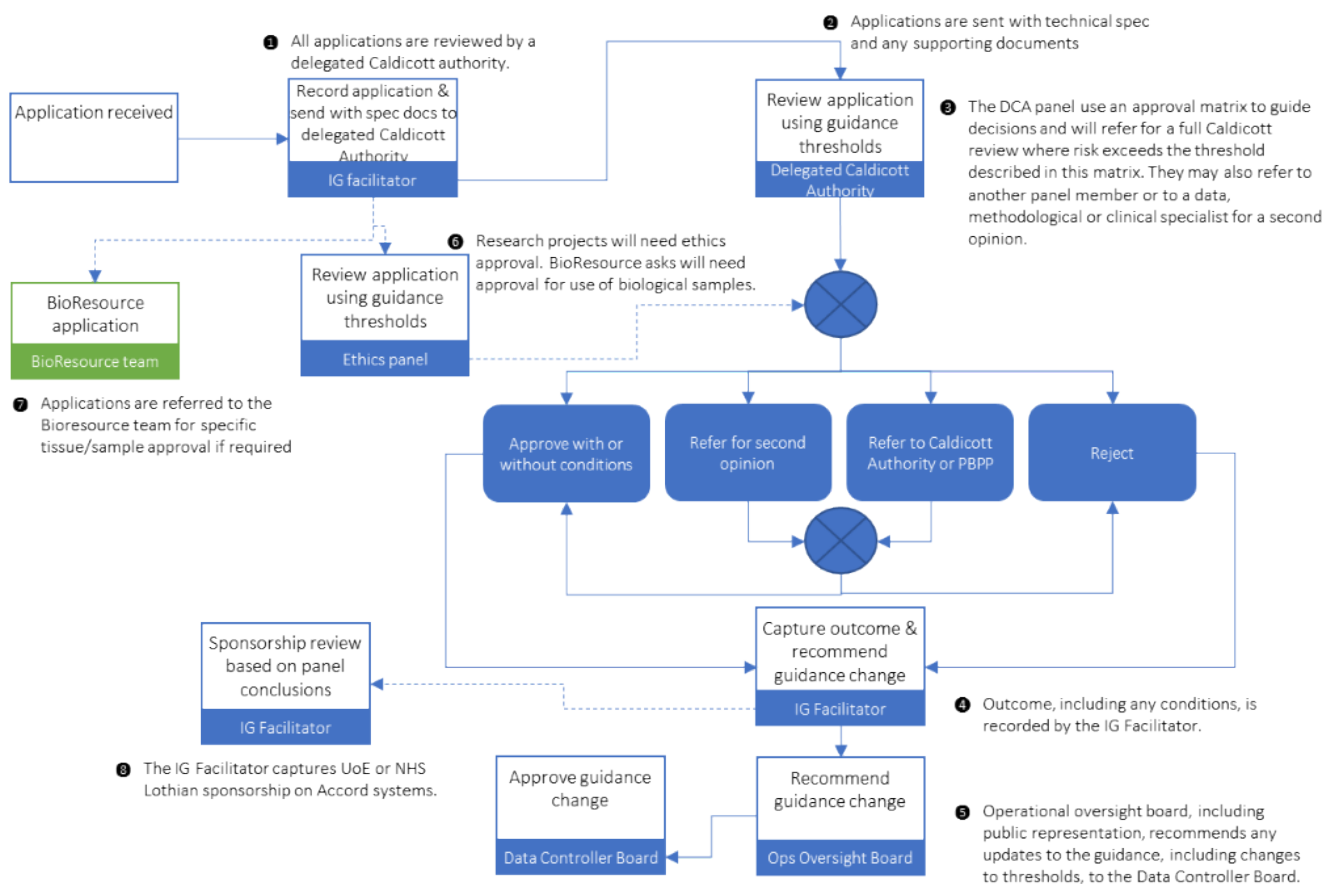 ❶ All applications are reviewed by a
delegated Caldicott authority.
❷ Applications are sent with technical spec
and any supporting documents
Application received
Record application &
send with spec docs to
delegated Caldicott
Authority
IG facilitator
Review application
using guidance
thresholds
Delegated Caldicott
Authority
❸ The DCA panel use an approval matrix to guide
decisions and will refer for a full Caldicott
review where risk exceeds the threshold
described in this matrix. They may also refer to
another panel member or to a data,
methodological or clinical specialist for a second
opinion.
❻ Research projects will need ethics
approval. BioResource asks will need
approval for use of biological samples.
Review application
using guidance
thresholds
Ethics panel
BioResource
application
BioResource team
❼ Applications are referred to the
Bioresource team for specific
tissue/sample approval if required
Approve with or
without conditions
Refer for second
opinion
Refer to Caldicott
Authority or PBPP
Reject
Capture outcome &
recommend
guidance change
IG Facilitator
❹ Outcome, including any conditions, is
recorded by the IG Facilitator.
Sponsorship review
based on panel
conclusions
IG Facilitator
❽ The IG Facilitator captures UoE or NHS
Lothian sponsorship on Accord systems.
Approve guidance
change
Data Controller Board
Recommend
guidance change
Ops Oversight Board
❺ Operational oversight board, including
public representation, recommends any
updates to the guidance, including changes
to thresholds, to the Data Controller Board.